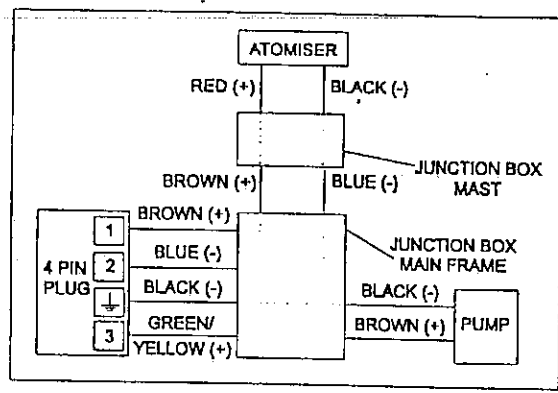 ATOMISER
RED (+)
BLACK (-)
JUNCTION BOX
MAST
BROWN (+)
BLUE (-)
BROWN (+)
BLUE (-)
BLACK (-)
GREEN/
YELLOW (+)
4 PIN
PLUG
1
2
3
JUNCTION BOX
MAIN FRAME
BLACK (-)
BROWN (+)
PUMP